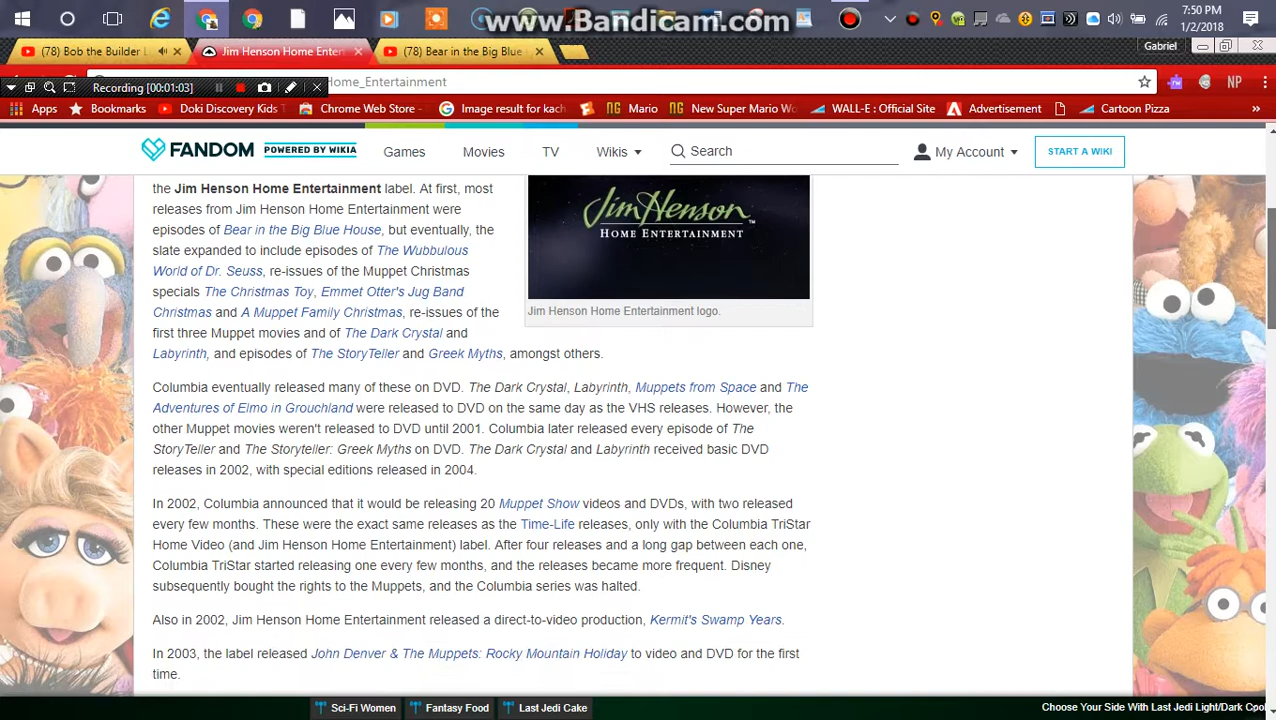 www.Bandicam.com
7:50 PM
1/2/2018
(78) Bob the Builder
Jim Henson Home Enter
(78) Bear in the Big Blue
Gabriel
Recording [00:01:03]
Home_Entertainment
NP
Apps
Bookmarks
Doki Discovery Kids
Chrome Web Store -
Image result for kach
NG Mario
NG New Super Mario Wo
WALL·E : Official Site
Advertisement
Cartoon Pizza
»
FANDOM
POWERED BY WIKIA
Games
Movies
TV
Wikis
Search
My Account
START A WIKI
the Jim Henson Home Entertainment label. At first, most
releases from Jim Henson Home Entertainment were
episodes of Bear in the Big Blue House, but eventually, the
slate expanded to include episodes of The Wubbulous
World of Dr. Seuss, re-issues of the Muppet Christmas
specials The Christmas Toy, Emmet Otter's Jug Band
Christmas and A Muppet Family Christmas, re-issues of the
first three Muppet movies and of The Dark Crystal and
Labyrinth, and episodes of The StoryTeller and Greek Myths, amongst others.
Jim Henson™
HOME ENTERTAINMENT
Jim Henson Home Entertainment logo.
Columbia eventually released many of these on DVD. The Dark Crystal, Labyrinth, Muppets from Space and The
Adventures of Elmo in Grouchland were released to DVD on the same day as the VHS releases. However, the
other Muppet movies weren't released to DVD until 2001. Columbia later released every episode of The
StoryTeller and The Storyteller: Greek Myths on DVD. The Dark Crystal and Labyrinth received basic DVD
releases in 2002, with special editions released in 2004.
In 2002, Columbia announced that it would be releasing 20 Muppet Show videos and DVDs, with two released
every few months. These were the exact same releases as the Time-Life releases, only with the Columbia TriStar
Home Video (and Jim Henson Home Entertainment) label. After four releases and a long gap between each one,
Columbia TriStar started releasing one every few months, and the releases became more frequent. Disney
subsequently bought the rights to the Muppets, and the Columbia series was halted.
Also in 2002, Jim Henson Home Entertainment released a direct-to-video production, Kermit's Swamp Years.
In 2003, the label released John Denver & The Muppets: Rocky Mountain Holiday to video and DVD for the first
time.
Sci-Fi Women
Fantasy Food
Last Jedi Cake
Choose Your Side With Last Jedi Light/Dark